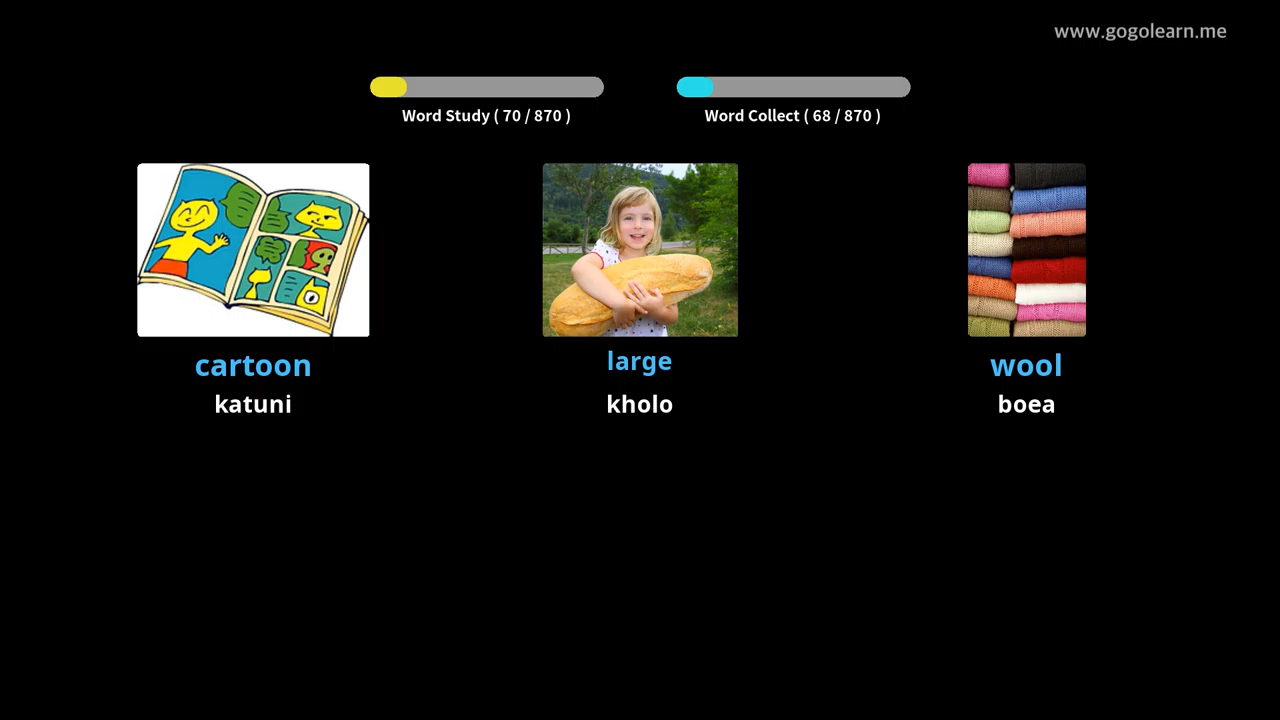 www.gogolearn.me
Word Study ( 70 / 870 )
Word Collect ( 68 / 870 )
cartoon
katuni
large
kholo
wool
boea